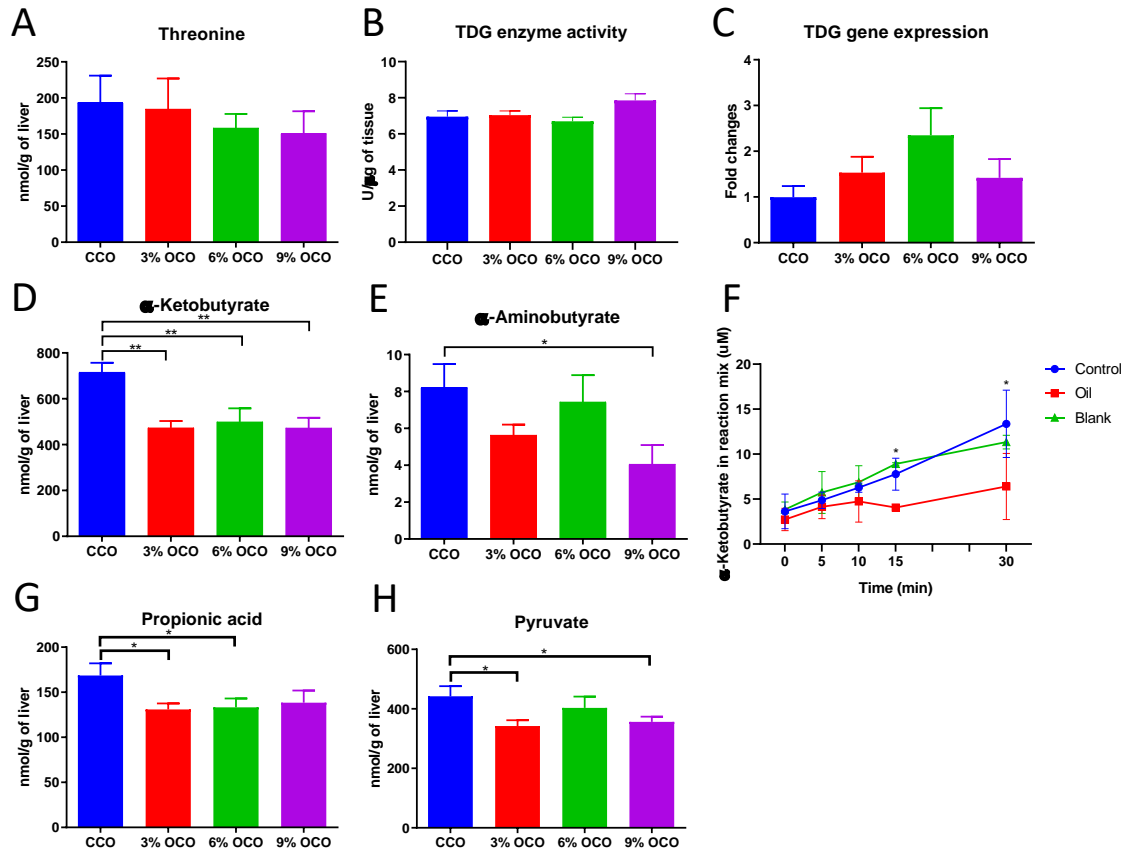 A
Threonine
nmol/g of liver
250
200
150
100
50
0
CCO 3% OCO 6% OCO 9% OCO
B
TDG enzyme activity
U/µg of tissue
10
8
6
4
2
0
CCO 3% OCO 6% OCO 9% OCO
C
TDG gene expression
Fold changes
4
3
2
1
0
CCO 3% OCO 6% OCO 9% OCO
D
α-Ketobutyrate
**
**
**
nmol/g of liver
800
600
400
200
0
CCO 3% OCO 6% OCO 9% OCO
E
α-Aminobutyrate
*
nmol/g of liver
10
8
6
4
2
0
CCO 3% OCO 6% OCO 9% OCO
F
α-Ketobutyrate in reaction mix (uM)
20
15
10
5
0
*
*
0 5 10 15 30
Time (min)
Control
Oil
Blank
G
Propionic acid
*
*
nmol/g of liver
200
150
100
50
0
CCO 3% OCO 6% OCO 9% OCO
H
Pyruvate
*
*
nmol/g of liver
600
400
200
0
CCO 3% OCO 6% OCO 9% OCO